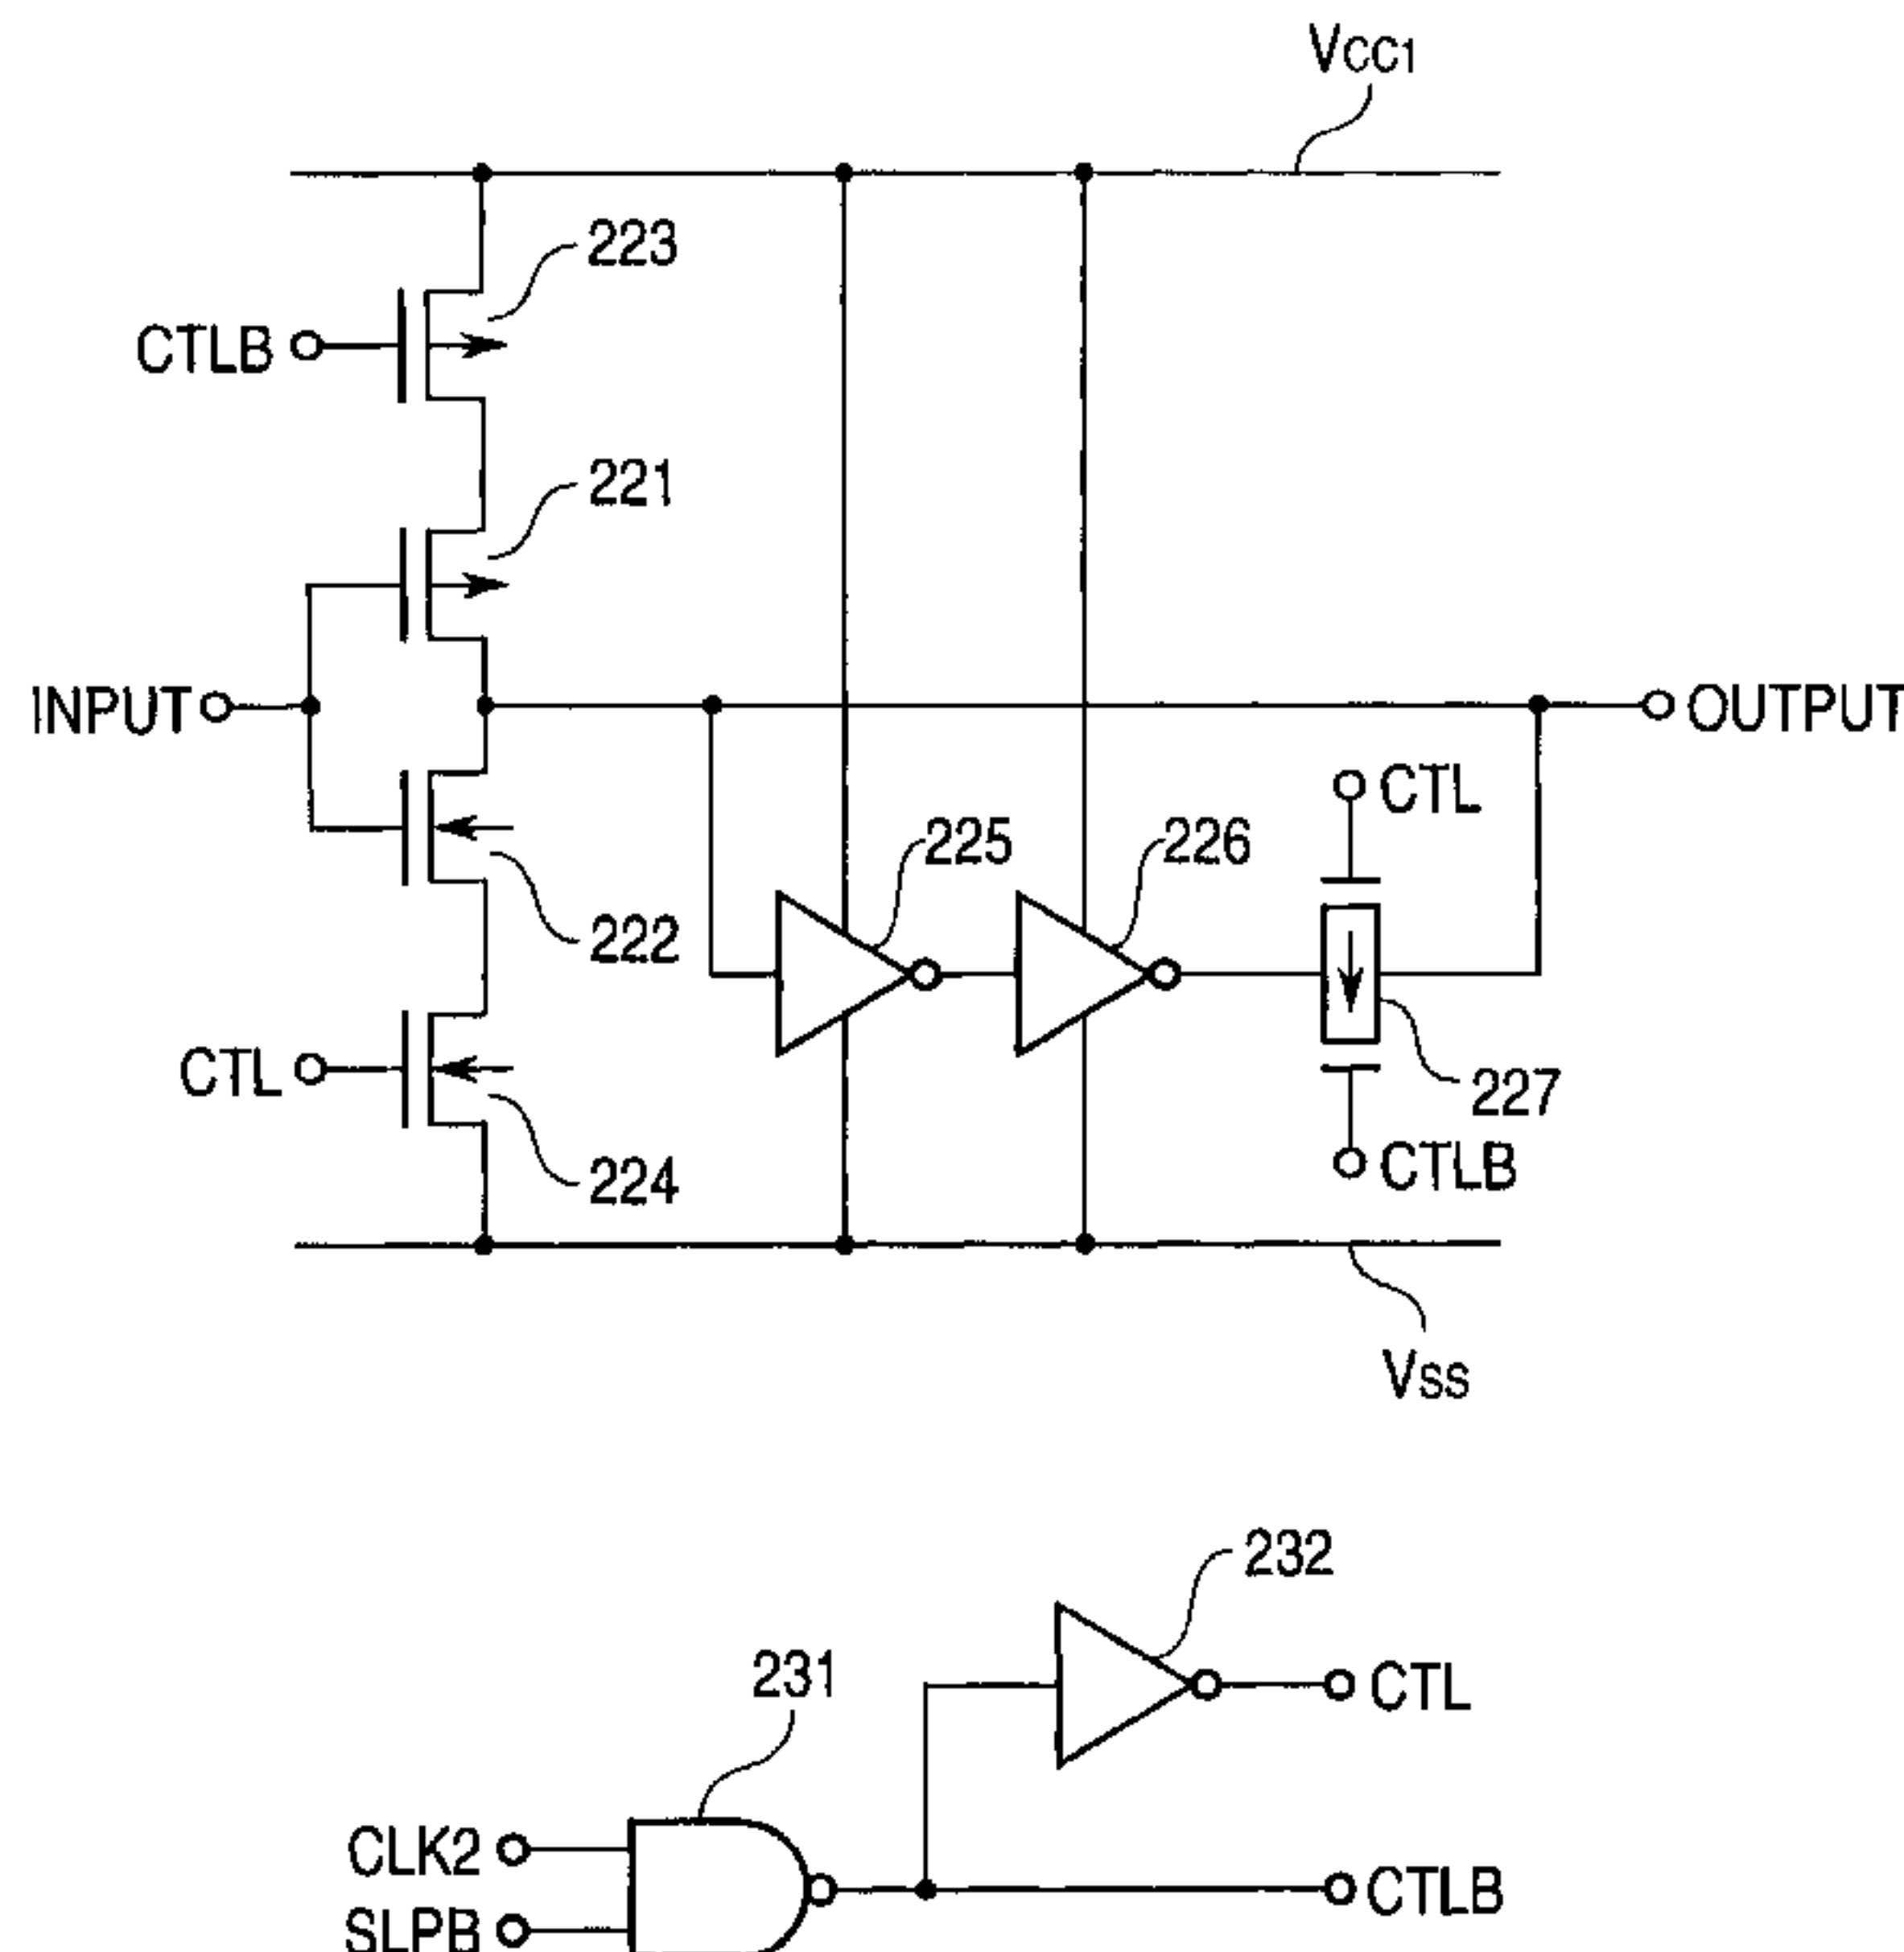 VCC1
223
CTLB
221
INPUT
OUTPUT
CTL
225
226
222
CTL
227
CTLB
224
VSS
232
231
CTL
CLK2
CTLB
SLPB